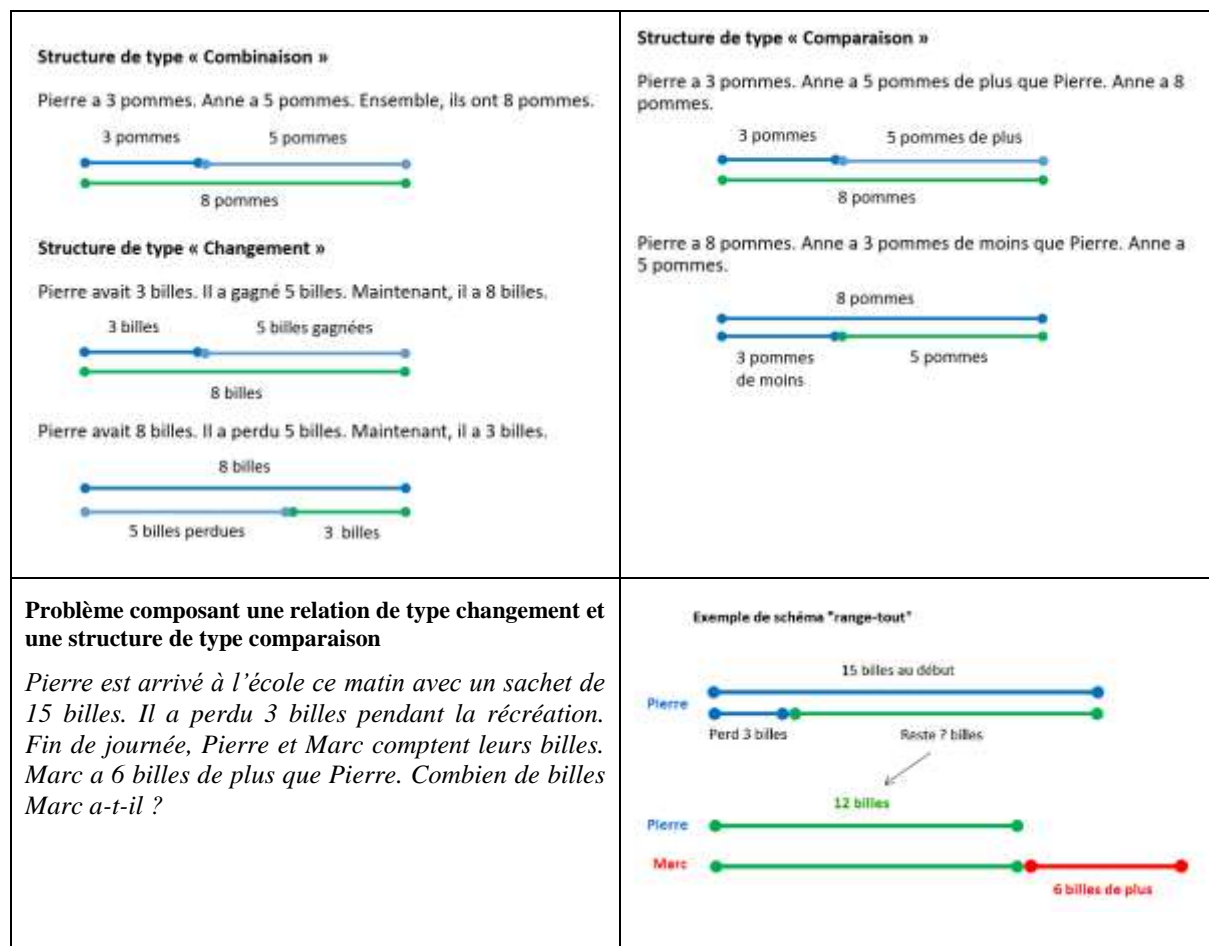 Structure de type « Combinaison »
Pierre a 3 pommes. Anne a 5 pommes. Ensemble, ils ont 8 pommes.
3 pommes
5 pommes
8 pommes
Structure de type « Changement »
Pierre avait 3 billes. Il a gagné 5 billes. Maintenant, il a 8 billes.
3 billes
5 billes gagnées
8 billes
Pierre avait 8 billes. Il a perdu 5 billes. Maintenant, il a 3 billes.
8 billes
5 billes perdues
3 billes
Structure de type « Comparaison »
Pierre a 3 pommes. Anne a 5 pommes de plus que Pierre. Anne a 8
pommes.
3 pommes
5 pommes de plus
8 pommes
Pierre a 8 pommes. Anne a 3 pommes de moins que Pierre. Anne a
5 pommes.
8 pommes
3 pommes
de moins
5 pommes
Problème composant une relation de type changement et
une structure de type comparaison
Pierre est arrivé à l’école ce matin avec un sachet de
15 billes. Il a perdu 3 billes pendant la récréation.
Fin de journée, Pierre et Marc comptent leurs billes.
Marc a 6 billes de plus que Pierre. Combien de billes
Marc a-t-il ?
Exemple de schéma "range-tout"
15 billes au début
Pierre
Perd 3 billes
Reste ? billes
12 billes
Pierre
Marc
6 billes de plus